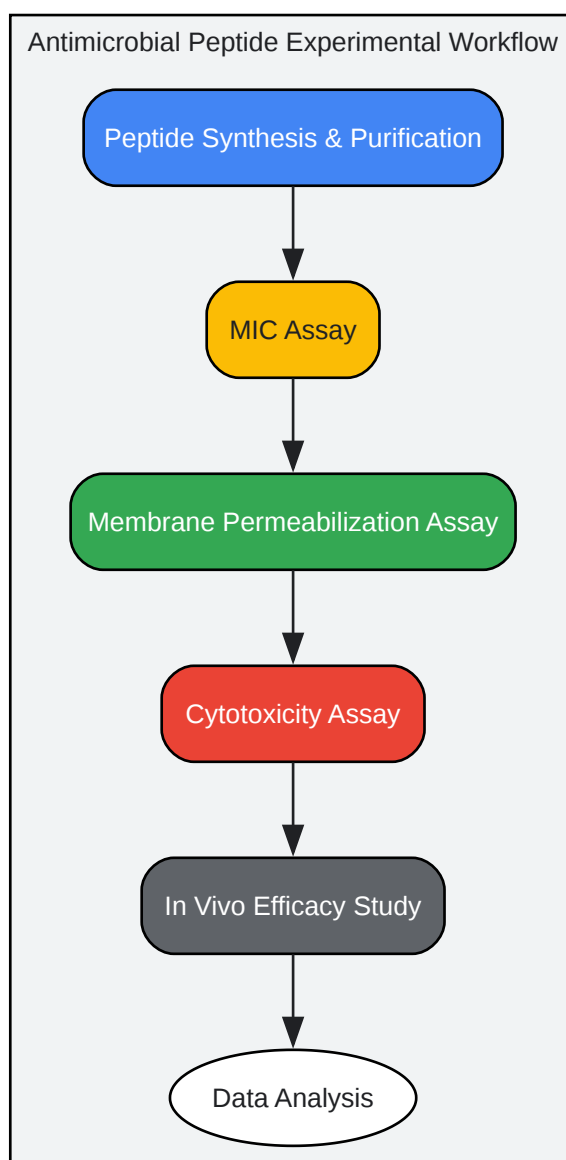 Antimicrobial Peptide Experimental Workflow
Peptide Synthesis & Purification
MIC Assay
Membrane Permeabilization Assay
Cytotoxicity Assay
In Vivo Efficacy Study
Data Analysis